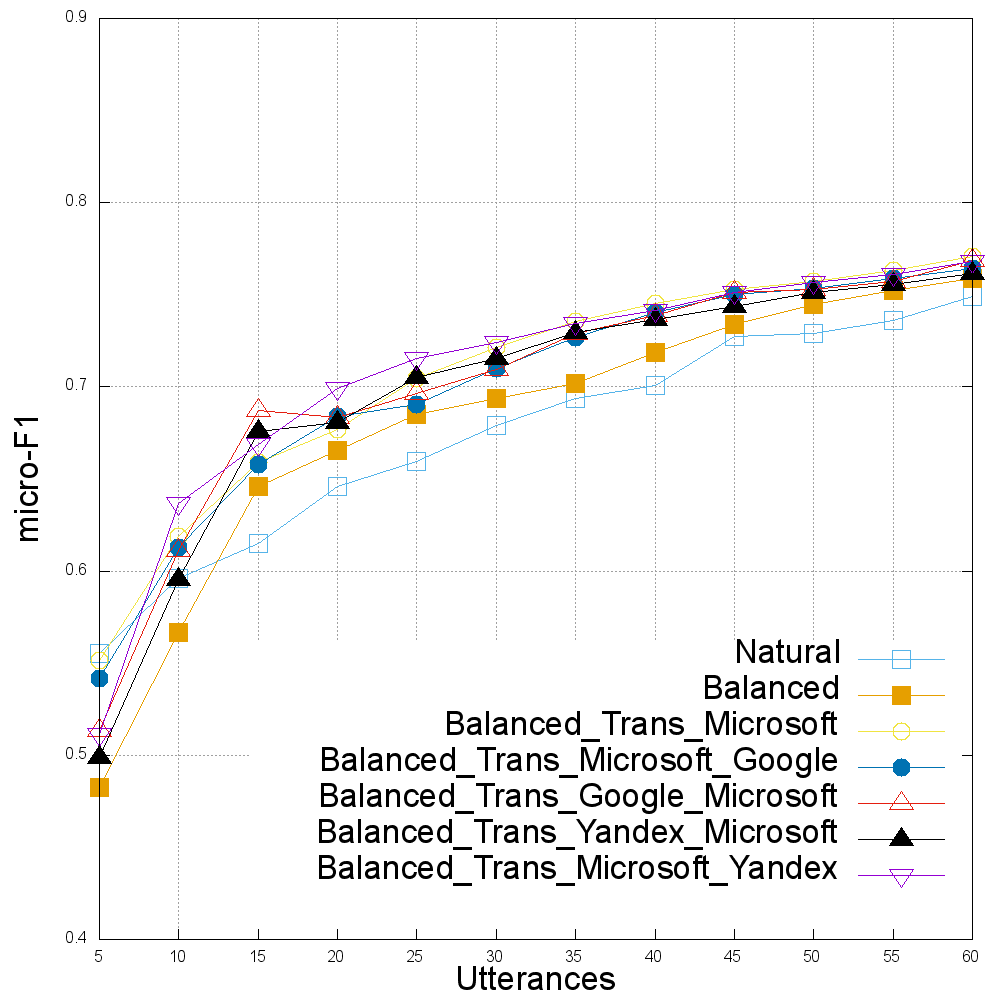 0.9
0.8
0.7
0.6
0.5
0.4
micro-F1
Natural
Balanced
Balanced_Trans_Microsoft
Balanced_Trans_Microsoft_Google
Balanced_Trans_Google_Microsoft
Balanced_Trans_Yandex_Microsoft
Balanced_Trans_Microsoft_Yandex
5 10 15 20 25 30 35 40 45 50 55 60
Utterances